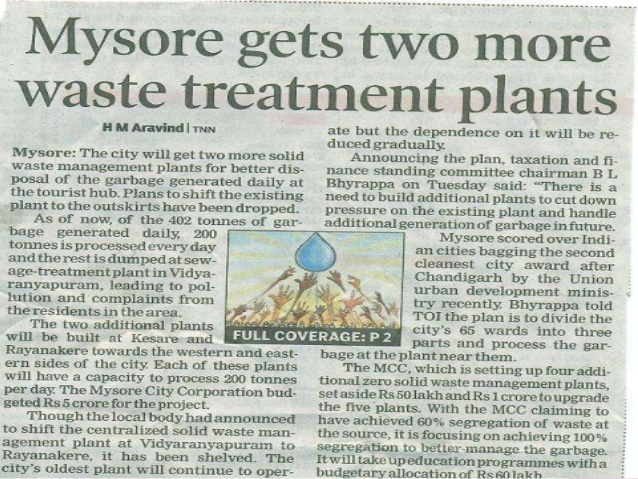 Mysore gets two more
waste treatment plants
H M Aravind | TNN
Mysore: The city will get two more solid
waste management plants for better dis-
posal of the garbage generated daily at
the tourist hub. Plans to shift the existing
plant to the outskirts have been dropped.
As of now, of the 402 tonnes of gar-
bage generated daily, 200
tonnes is processed every day
and the rest is dumped at sew-
age-treatment plant in Vidya-
ranyapuram, leading to pol-
lution and complaints from
the residents in the area.
The two additional plants
will be built at Kesare and
Rayanakere towards the western and east-
ern sides of the city. Each of these plants
will have a capacity to process 200 tonnes
per day. The Mysore City Corporation bud-
geted Rs 5 crore for the project.
Though the local body had announced
to shift the centralized solid waste man-
agement plant at Vidyaranyapuram to
Rayanakere, it has been shelved. The
city's oldest plant will continue to oper-
FULL COVERAGE: P 2
ate but the dependence on it will be re-
duced gradually.
Announcing the plan, taxation and fi-
nance standing committee chairman B L
Bhyrappa on Tuesday said: "There is a
need to build additional plants to cut down
pressure on the existing plant and handle
additional generation of garbage in future.
Mysore scored over Indi-
an cities bagging the second
cleanest city award after
Chandigarh by the Union
urban development minis-
try recently. Bhyrappa told
TOI the plan is to divide the
city's 65 wards into three
parts and process the gar-
bage at the plant near them.
The MCC, which is setting up four addi-
tional zero solid waste management plants,
set aside Rs 50 lakh and Rs 1 crore to upgrade
the five plants. With the MCC claiming to
have achieved 60% segregation of waste at
the source, it is focusing on achieving 100%
segregation to better-manage the garbage.
It will take up education programmes with a
budgetary allocation of Rs 60 lakh